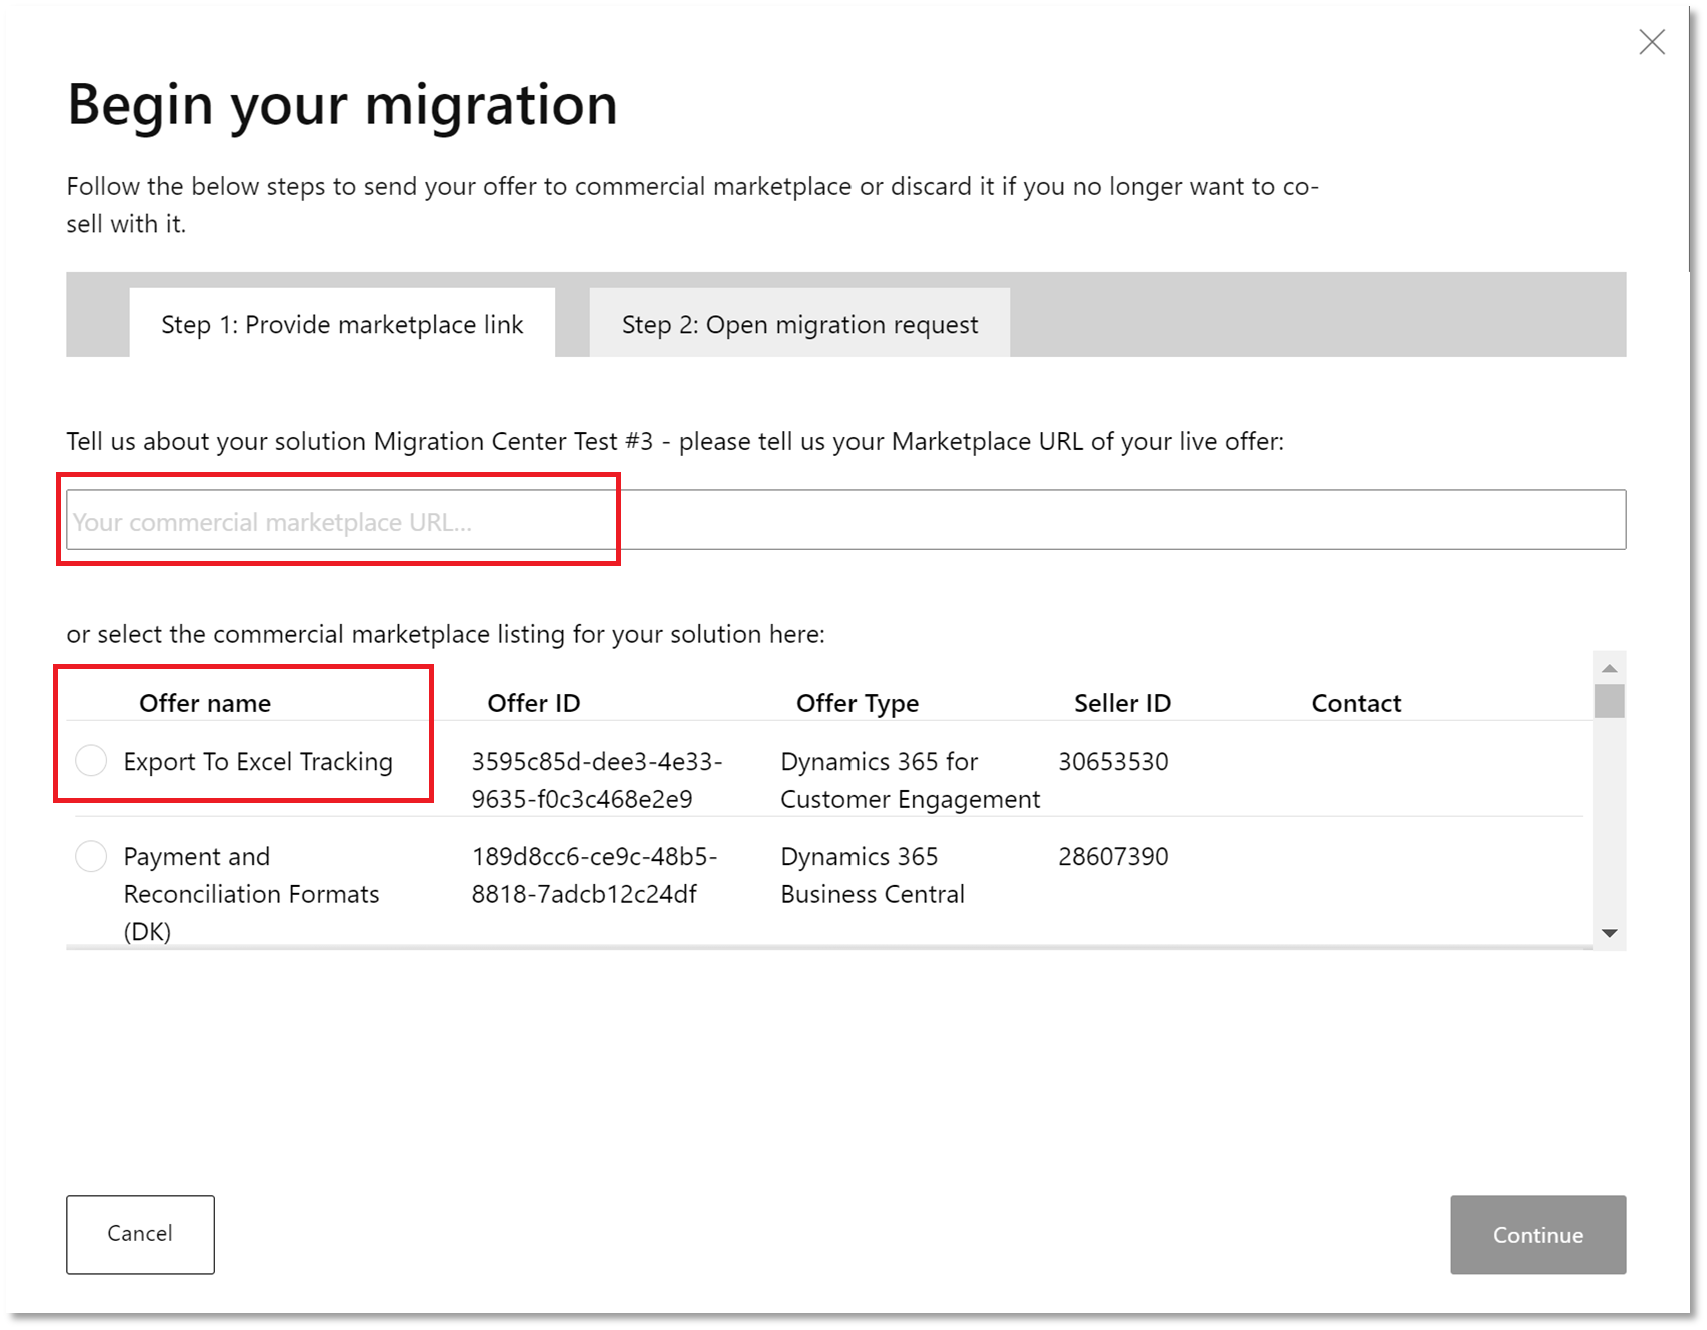 Begin your migration
Follow the below steps to send your offer to commercial marketplace or discard it if you no longer want to co-
sell with it.
Step 1: Provide marketplace link
Step 2: Open migration request
Tell us about your solution Migration Center Test #3 - please tell us your Marketplace URL of your live offer:
Your commercial marketplace URL...
or select the commercial marketplace listing for your solution here:
Offer name Offer ID Offer Type Seller ID Contact
Export To Excel Tracking 3595c85d-dee3-4e33- Dynamics 365 for 30653530
9635-f0c3c468e2e9 Customer Engagement
Payment and 189d8cc6-ce9c-48b5- Dynamics 365 28607390
Reconciliation Formats 8818-7adcb12c24df Business Central
(DK)
Cancel
Continue